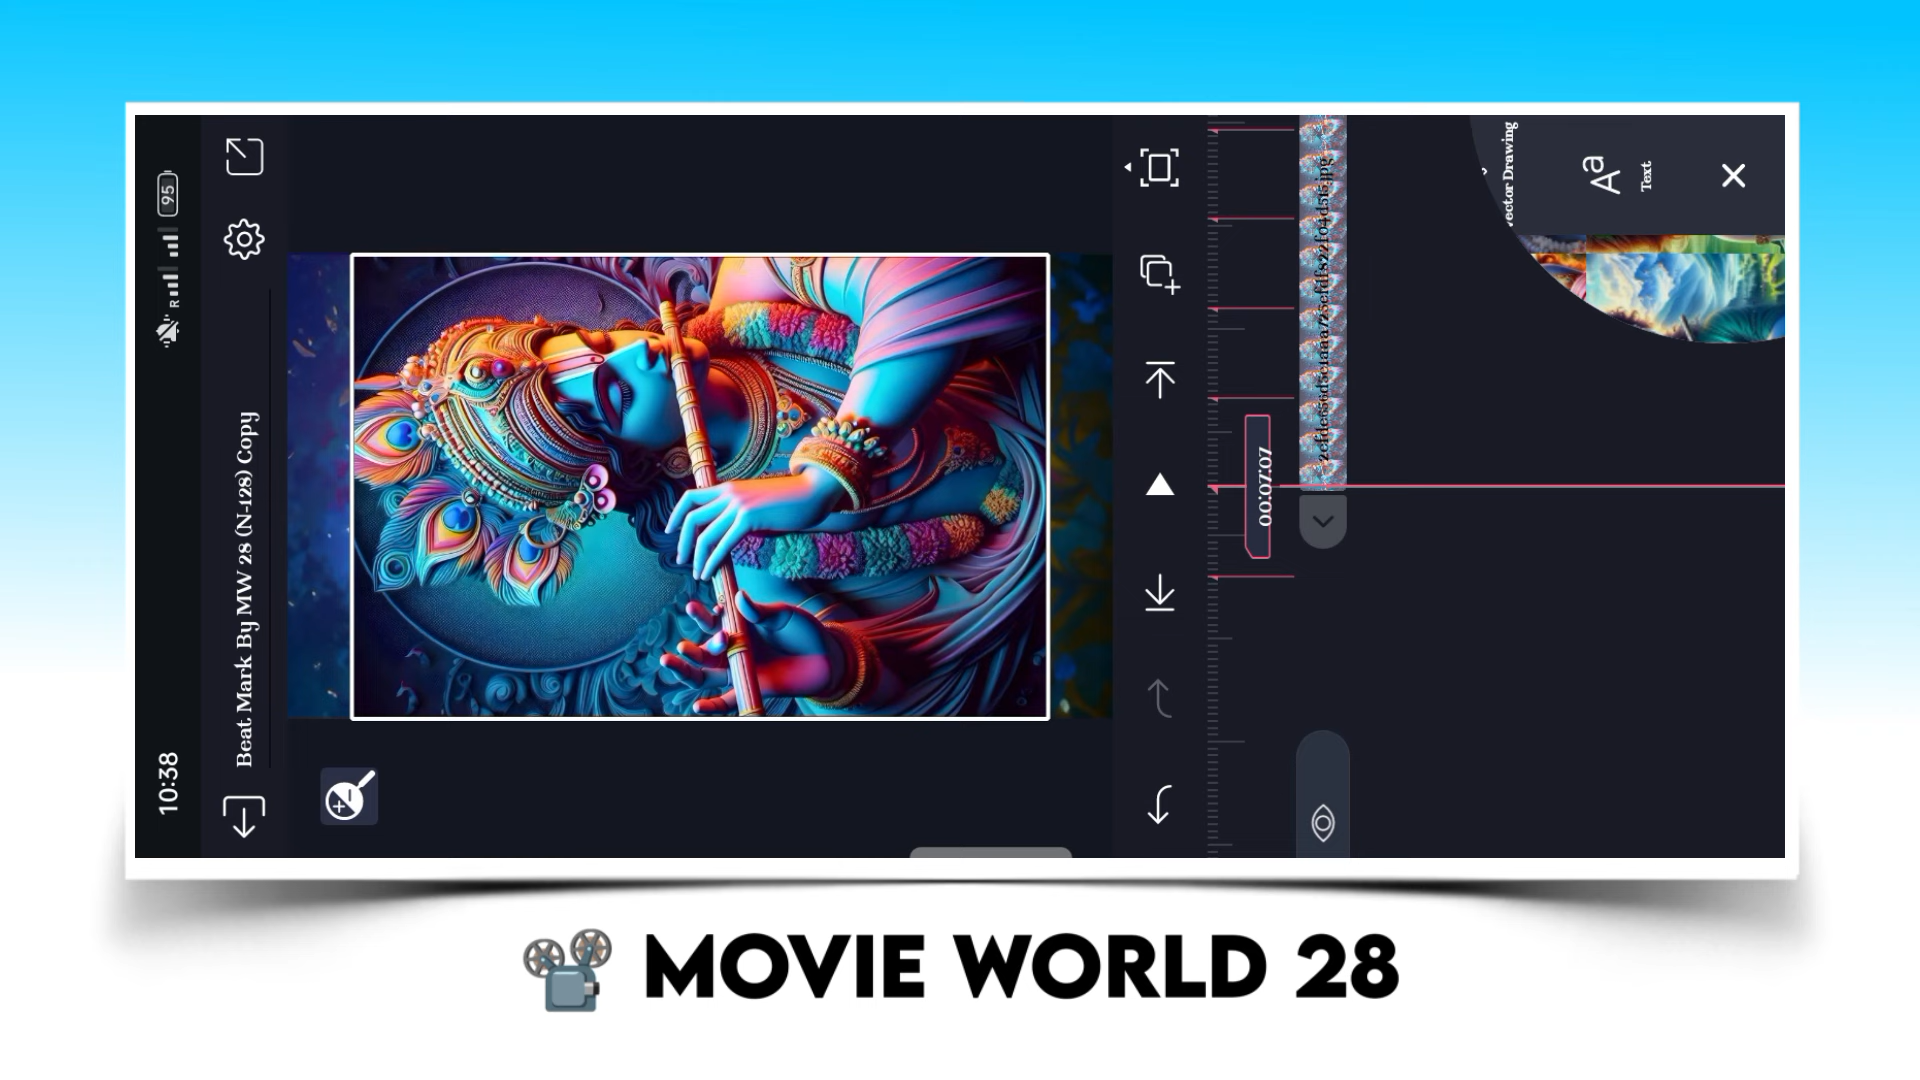 10:38
R
95
Beat Mark By MW 28 (N-128) Copy
00:07:07
ector Drawing
Aa
Text
MOVIE WORLD 28